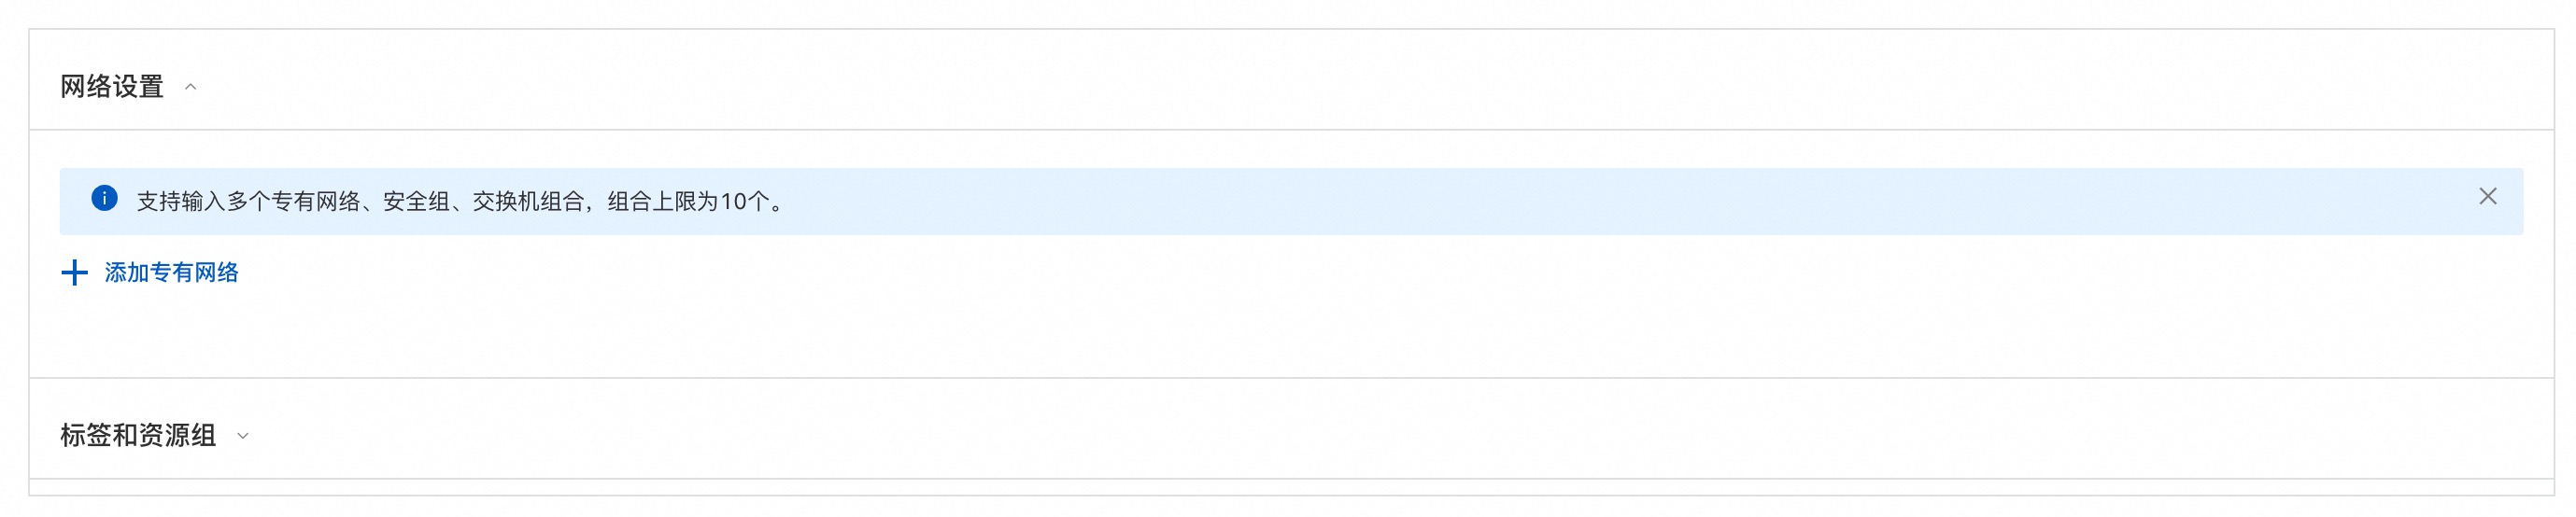 网络设置
支持输入多个专有网络、安全组、交换机组合，组合上限为10个。
添加专有网络
标签和资源组